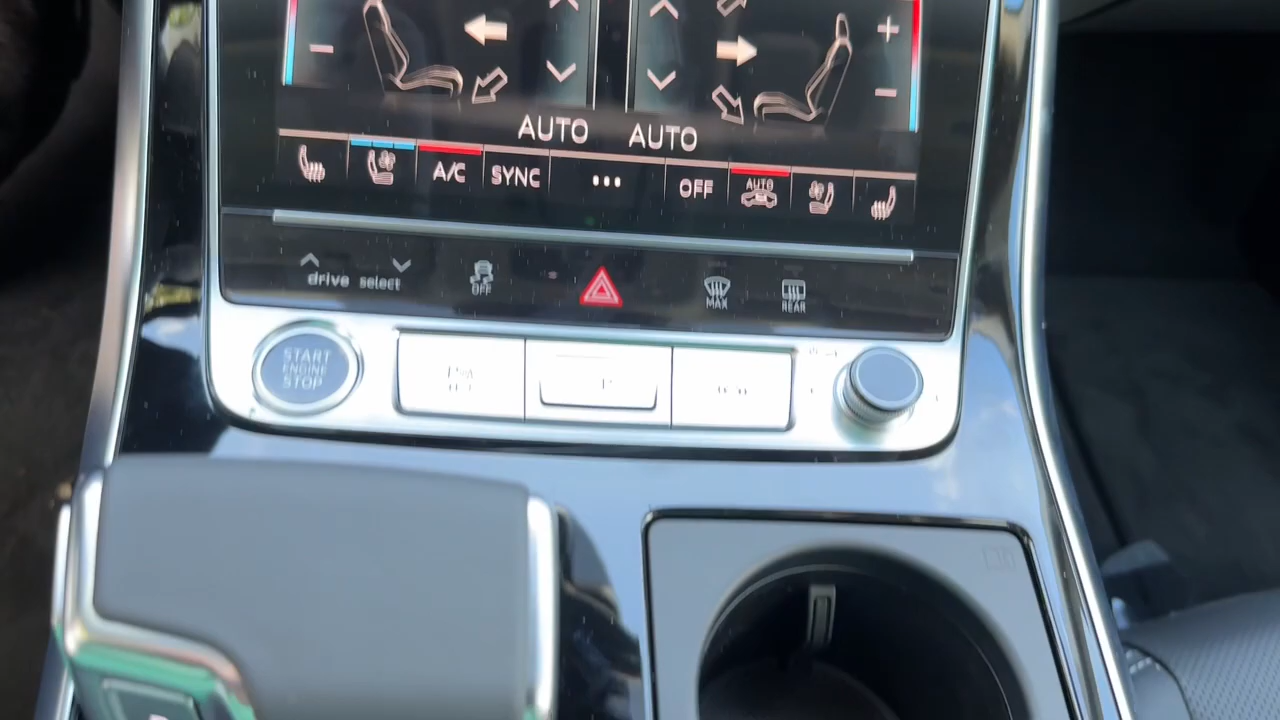 AUTO AUTO
A/C SYNC ... OFF AUTO
drive select OFF MAX REAR
START
ENGINE
STOP